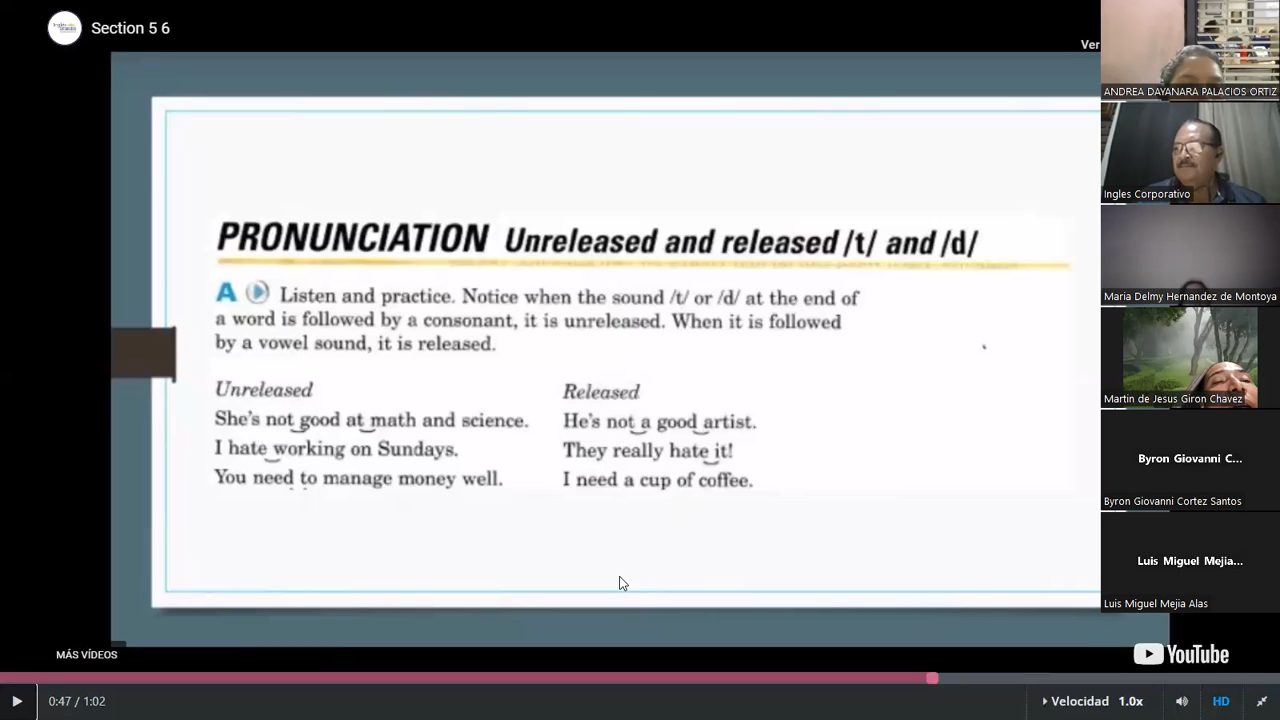 Section 5 6
Ver
PRONUNCIATION Unreleased and released /t/ and /d/
A Listen and practice. Notice when the sound /t/ or /d/ at the end of
a word is followed by a consonant, it is unreleased. When it is followed
by a vowel sound, it is released.
Unreleased
She's not good at math and science.
I hate working on Sundays.
You need to manage money well.
Released
He's not a good artist.
They really hate it!
I need a cup of coffee.
MÁS VÍDEOS
YouTube
0:47 / 1:02
Velocidad 1.0x
HD
ANDREA DAYANARA PALACIOS ORTIZ
Ingles Corporativo
Maria Delmy Hernandez de Montoya
Martin de Jesus Giron Chavez
Byron Giovanni C...
Byron Giovanni Cortez Santos
Luis Miguel Mejia...
Luis Miguel Mejia Alas